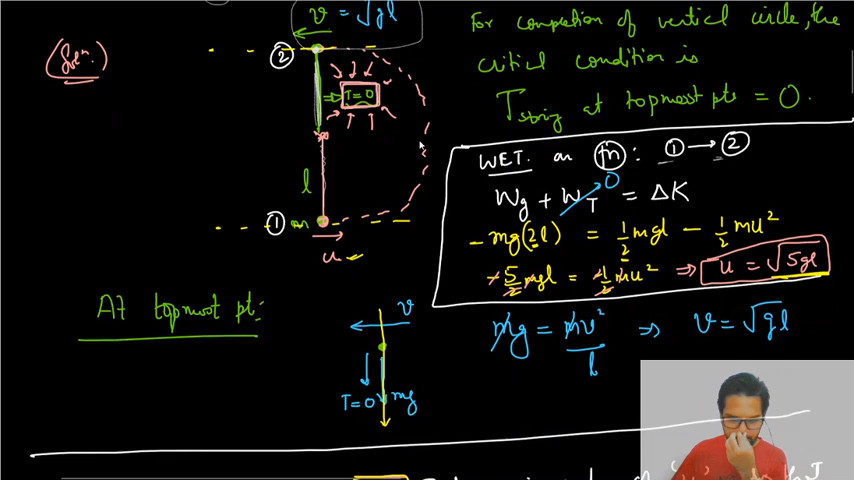 (Soln.)
v = √gl
②
T=0
l
① m
u
For completion of vertical circle, the
critical condition is
T string at topmost pts = 0.
WET. on m : ① → ②
Wg + WT = ΔK
0
- mg(2l) = 1/2 mgl - 1/2 mu²
- 5/2 mgl = - 1/2 mu² ⇒ u = √5gl
At topmost pt:
v
T=0
mg
mg = mv²/l ⇒ v = √gl